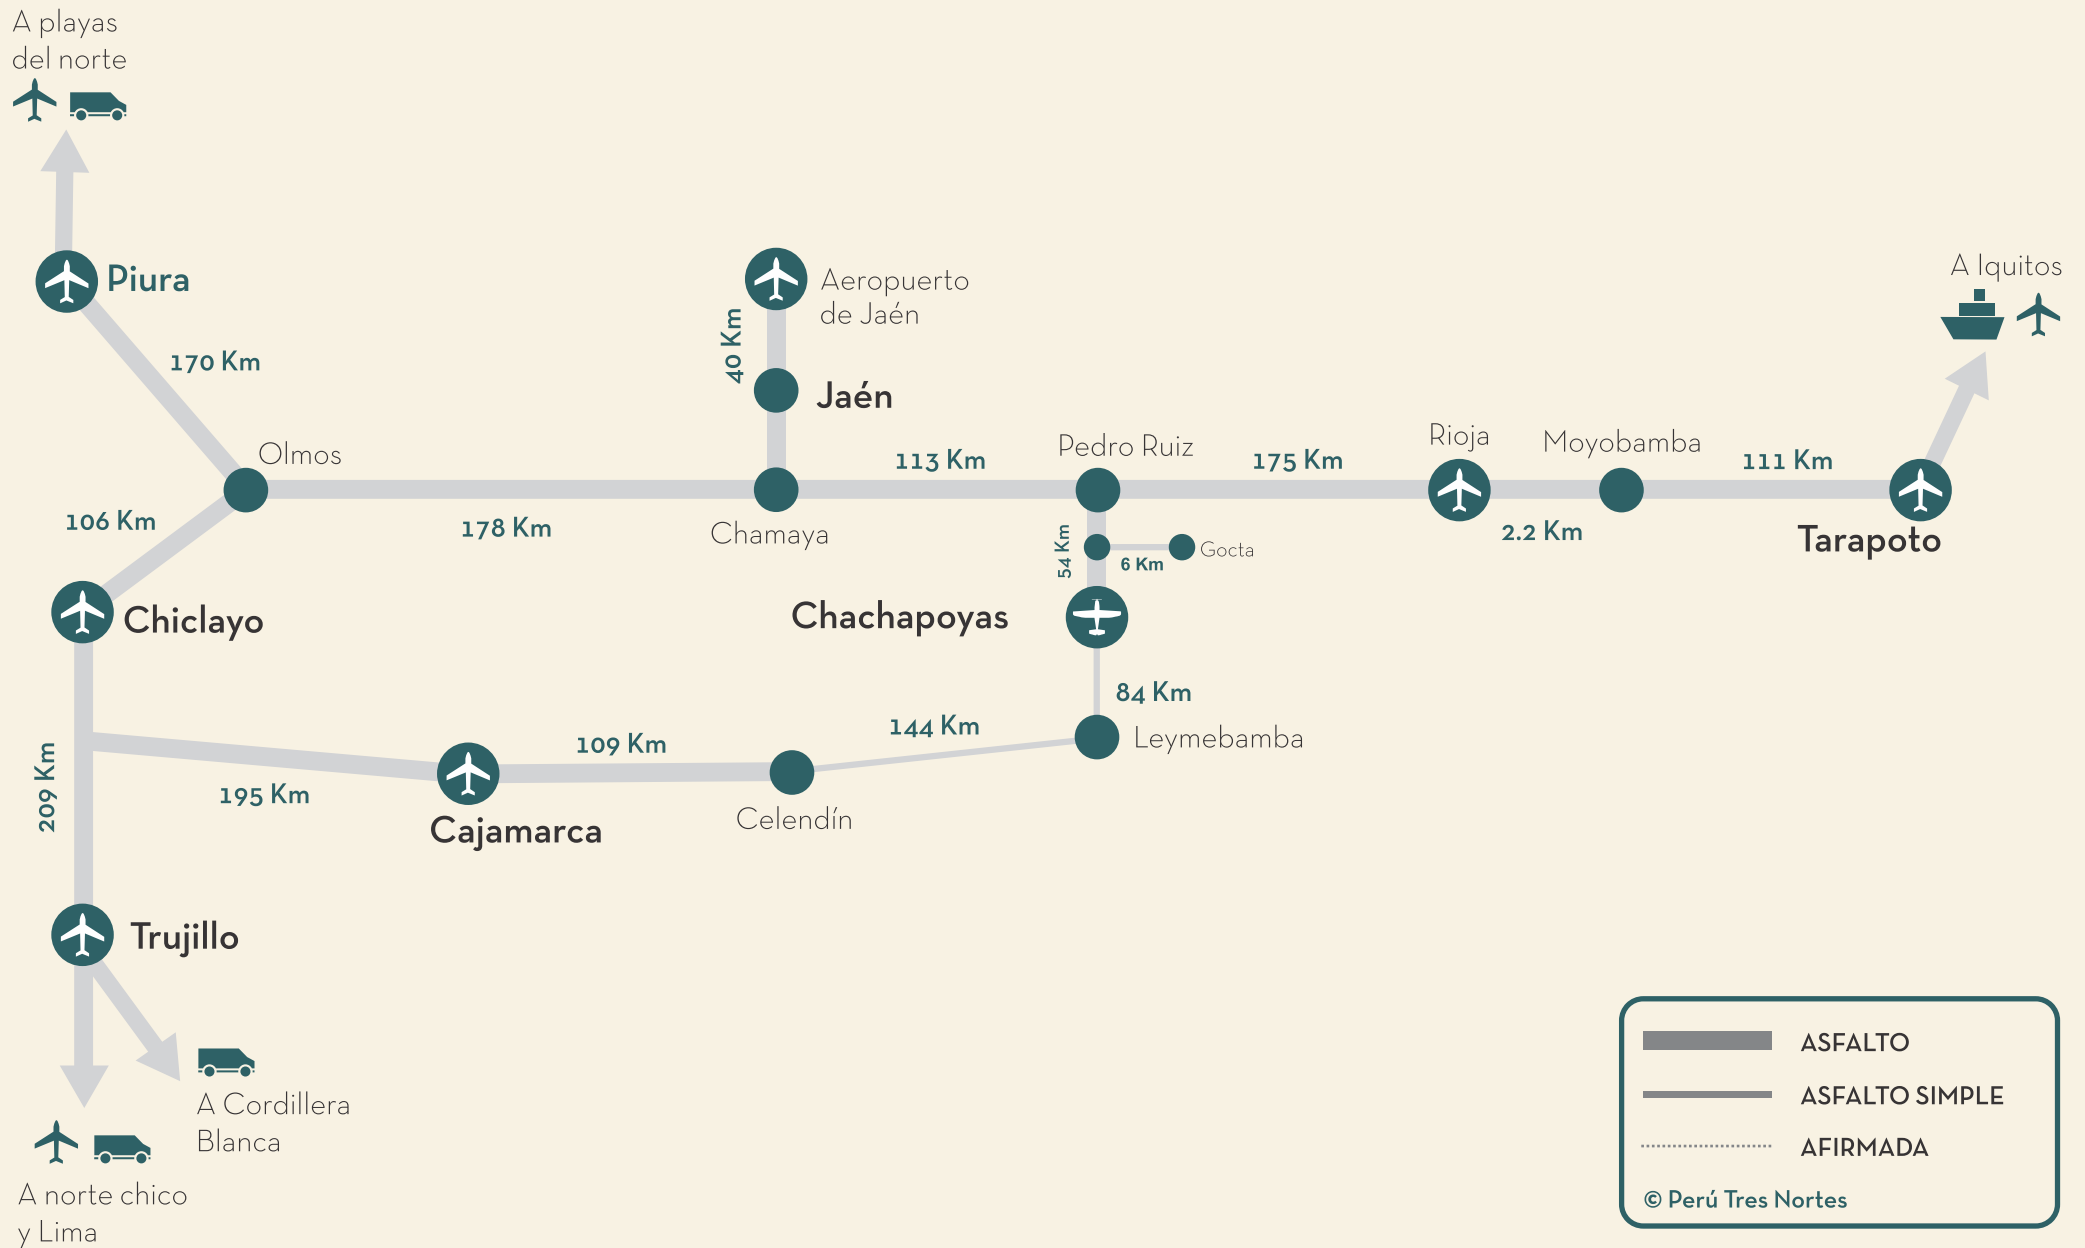 A playas
del norte
Piura
170 Km
Aeropuerto
de Jaén
40 Km
Jaén
A Iquitos
Olmos
106 Km
178 Km
Chamaya
113 Km
Pedro Ruiz
175 Km
Rioja
2.2 Km
Moyobamba
111 Km
Tarapoto
54 Km
6 Km
Gocta
Chiclayo
Chachapoyas
84 Km
Leymebamba
144 Km
109 Km
195 Km
209 Km
Cajamarca
Celendín
Trujillo
A Cordillera
Blanca
A norte chico
y Lima
ASFALTO
ASFALTO SIMPLE
AFIRMADA
© Perú Tres Nortes